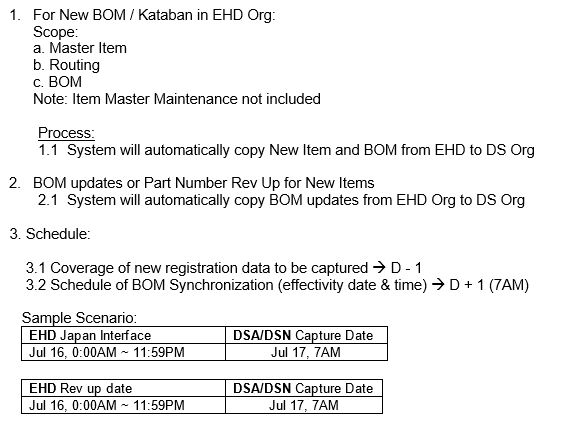 1. For New BOM / Kataban in EHD Org:
Scope:
a. Master Item
b. Routing
c. BOM
Note: Item Master Maintenance not included
Process:
1.1 System will automatically copy New Item and BOM from EHD to DS Org
2. BOM updates or Part Number Rev Up for New Items
2.1 System will automatically copy BOM updates from EHD Org to DS Org
3. Schedule:
3.1 Coverage of new registration data to be captured → D - 1
3.2 Schedule of BOM Synchronization (effectivity date & time) → D + 1 (7AM)
Sample Scenario:
EHD Japan Interface DSA/DSN Capture Date
Jul 16, 0:00AM ~ 11:59PM Jul 17, 7AM
EHD Rev up date DSA/DSN Capture Date
Jul 16, 0:00AM ~ 11:59PM Jul 17, 7AM